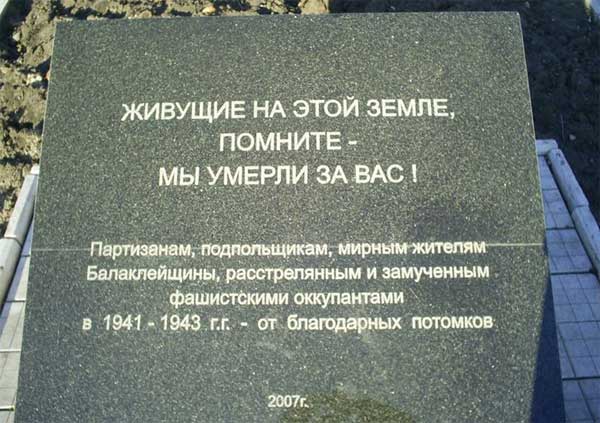 ЖИВУЩИЕ НА ЭТОЙ ЗЕМЛЕ,
ПОМНИТЕ -
МЫ УМЕРЛИ ЗА ВАС !
Партизанам, подпольщикам, мирным жителям
Балаклейщины, расстрелянным и замученным
фашистскими оккупантами
в 1941 - 1943 г.г. - от благодарных потомков
2007г.